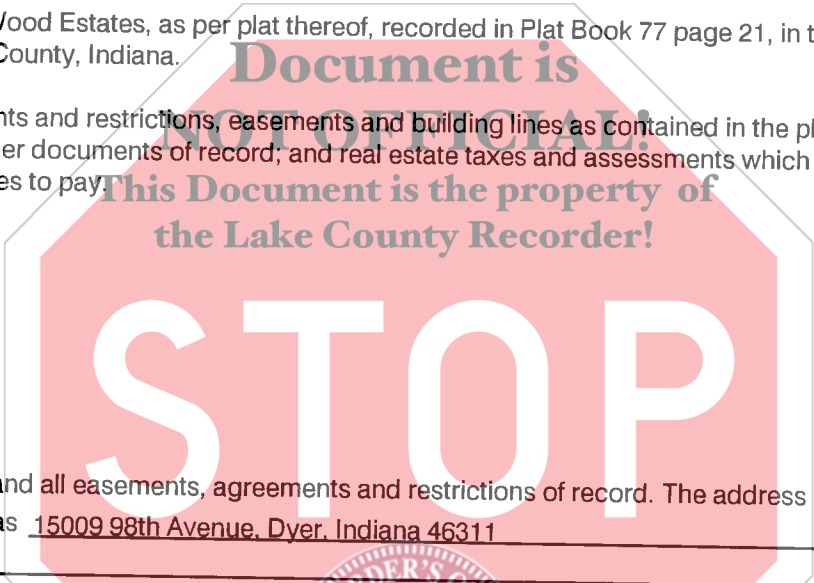 Wood Estates, as per plat thereof, recorded in Plat Book 77 page 21, in t
County, Indiana.
Document is
nts and restrictions, easements and building lines as contained in the pl
NOT OFFICIAL!
er documents of record; and real estate taxes and assessments which
es to pay.
This Document is the property of
the Lake County Recorder!
STOP
and all easements, agreements and restrictions of record. The address
as 15009 98th Avenue, Dyer, Indiana 46311